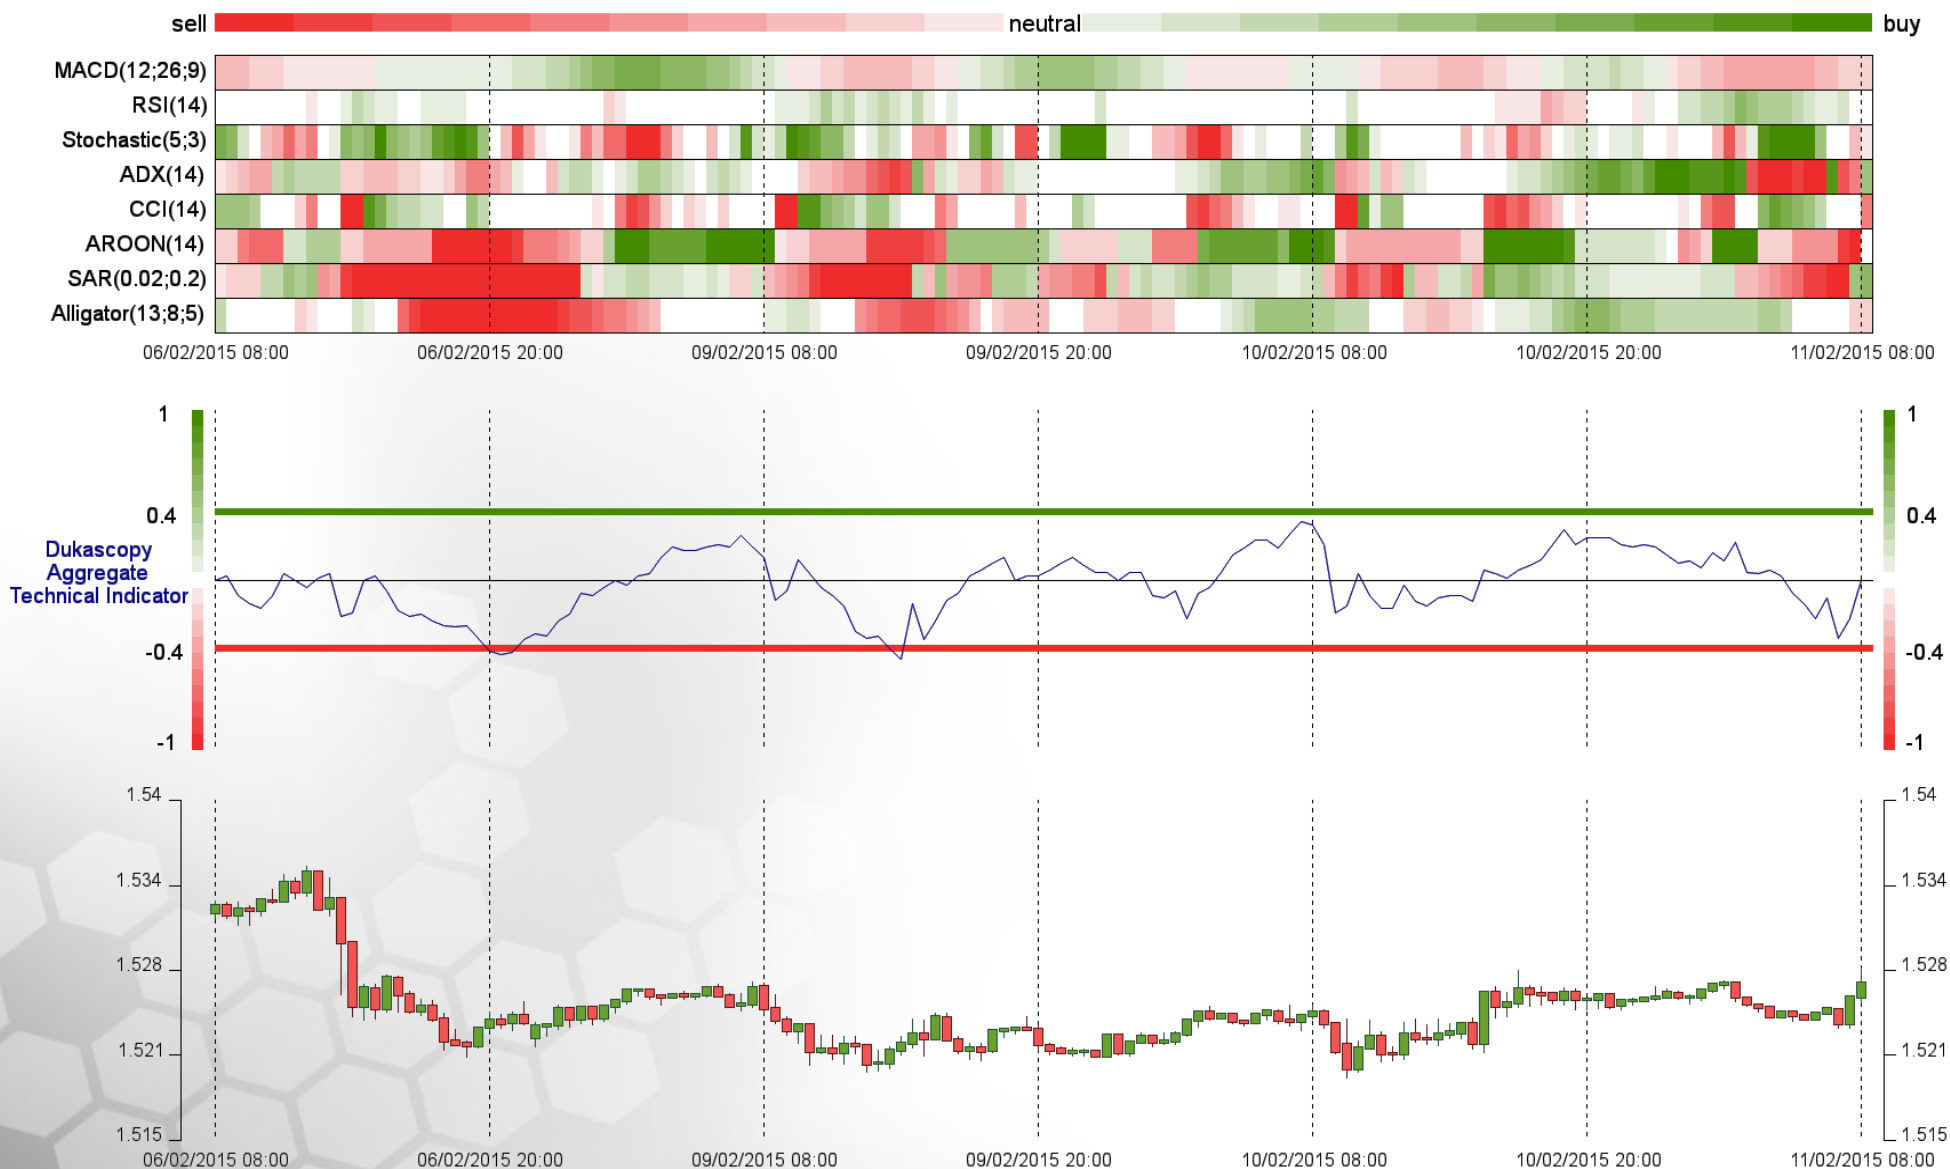 sell neutral buy
MACD(12;26;9)
RSI(14)
Stochastic(5;3)
ADX(14)
CCI(14)
AROON(14)
SAR(0.02;0.2)
Alligator(13;8;5)
06/02/2015 08:00 06/02/2015 20:00 09/02/2015 08:00 09/02/2015 20:00 10/02/2015 08:00 10/02/2015 20:00 11/02/2015 08:00
1 1
0.4 0.4
Dukascopy
Aggregate
Technical Indicator
-0.4 -0.4
-1 -1
1.54 1.54
1.534 1.534
1.528 1.528
1.521 1.521
1.515 1.515
06/02/2015 08:00 06/02/2015 20:00 09/02/2015 08:00 09/02/2015 20:00 10/02/2015 08:00 10/02/2015 20:00 11/02/2015 08:00